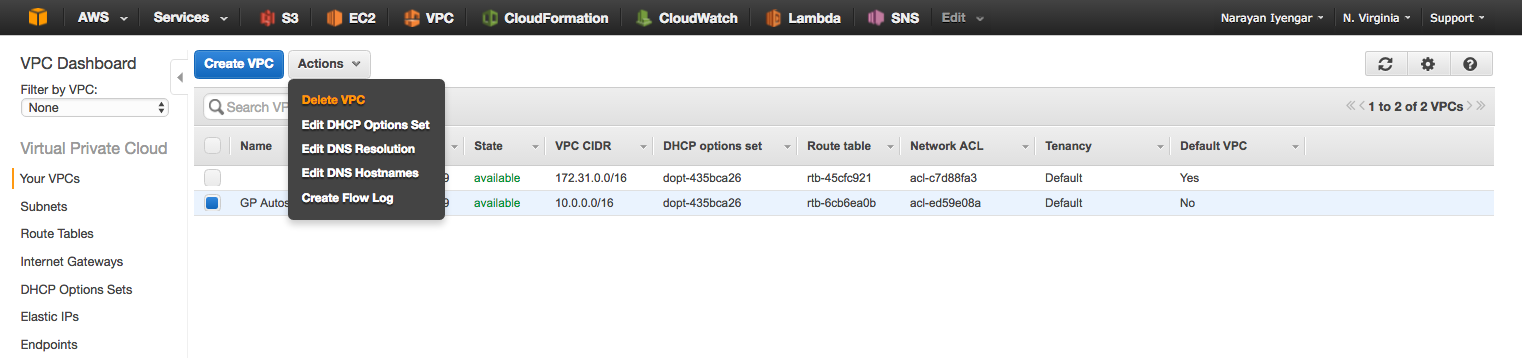 AWS Services S3 EC2 VPC CloudFormation CloudWatch Lambda SNS Edit Narayan Iyengar N. Virginia Support
VPC Dashboard
Filter by VPC:
None
Virtual Private Cloud
Your VPCs
Subnets
Route Tables
Internet Gateways
DHCP Options Sets
Elastic IPs
Endpoints
Create VPC Actions
Delete VPC
Edit DHCP Options Set
Edit DNS Resolution
Edit DNS Hostnames
Create Flow Log
Search VP
1 to 2 of 2 VPCs
Name State VPC CIDR DHCP options set Route table Network ACL Tenancy Default VPC
9 available 172.31.0.0/16 dopt-435bca26 rtb-45cfc921 acl-c7d88fa3 Default Yes
GP Autos 9 available 10.0.0.0/16 dopt-435bca26 rtb-6cb6ea0b acl-ed59e08a Default No